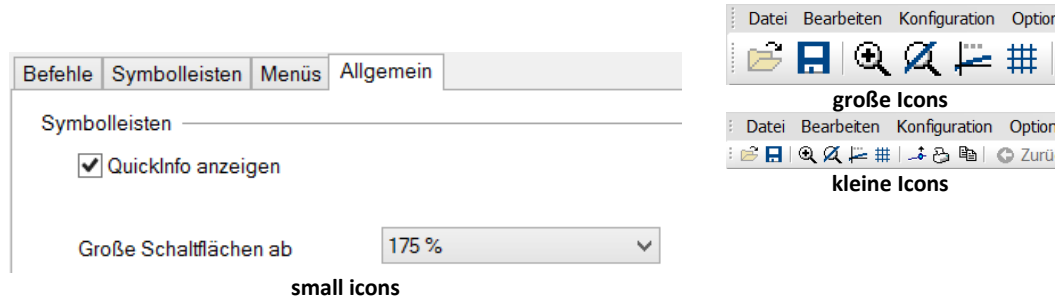 Befehle Symbolleisten Menüs Allgemein
Symbolleisten
QuickInfo anzeigen
Große Schaltflächen ab 175 %
small icons
Datei Bearbeiten Konfiguration Option
große Icons
Datei Bearbeiten Konfiguration Option
Zurü
kleine Icons